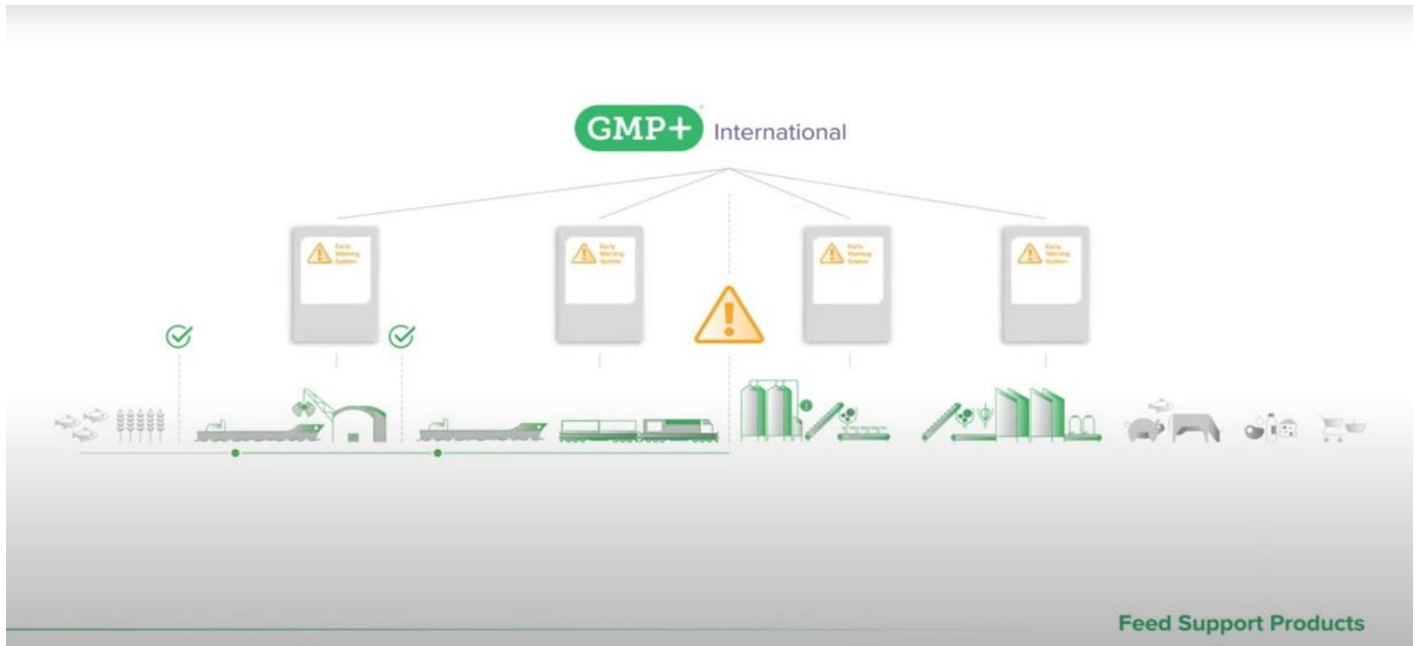 GMP+ International
Early
Warning
System
Early
Warning
System
Early
Warning
System
Early
Warning
System
Feed Support Products